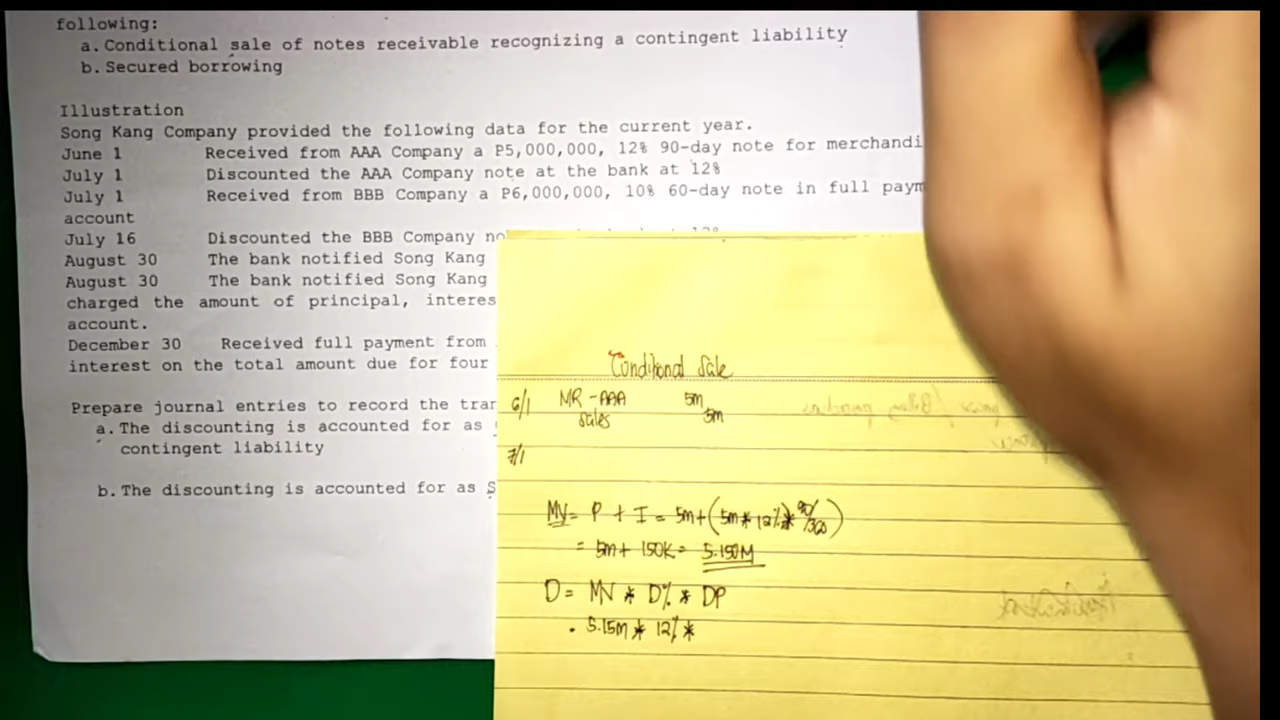 following:
a. Conditional sale of notes receivable recognizing a contingent liability
b. Secured borrowing
Illustration
Song Kang Company provided the following data for the current year.
June 1 Received from AAA Company a P5,000,000, 12% 90-day note for merchandi
July 1 Discounted the AAA Company note at the bank at 12%
July 1 Received from BBB Company a P6,000,000, 10% 60-day note in full paym
account
July 16 Discounted the BBB Company no
August 30 The bank notified Song Kang
August 30 The bank notified Song Kang
charged the amount of principal, interes
account.
December 30 Received full payment from
interest on the total amount due for four
Prepare journal entries to record the tran
a. The discounting is accounted for as
contingent liability
b. The discounting is accounted for as S
Conditional Sale
6/1 MR - AAA 5m
Sales 5m
7/1
MV = P + I = 5m + (5m * 12% * 90/360)
= 5m + 150K = 5.150M
D = MV * D% * DP
. 5.15m * 12% *